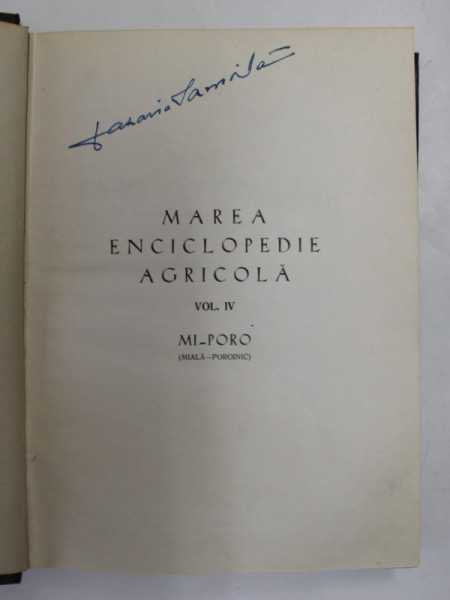 MAREA
ENCICLOPEDIE
AGRICOLĂ
VOL. IV
MI-PORO
(MIALĂ—POROINIC)